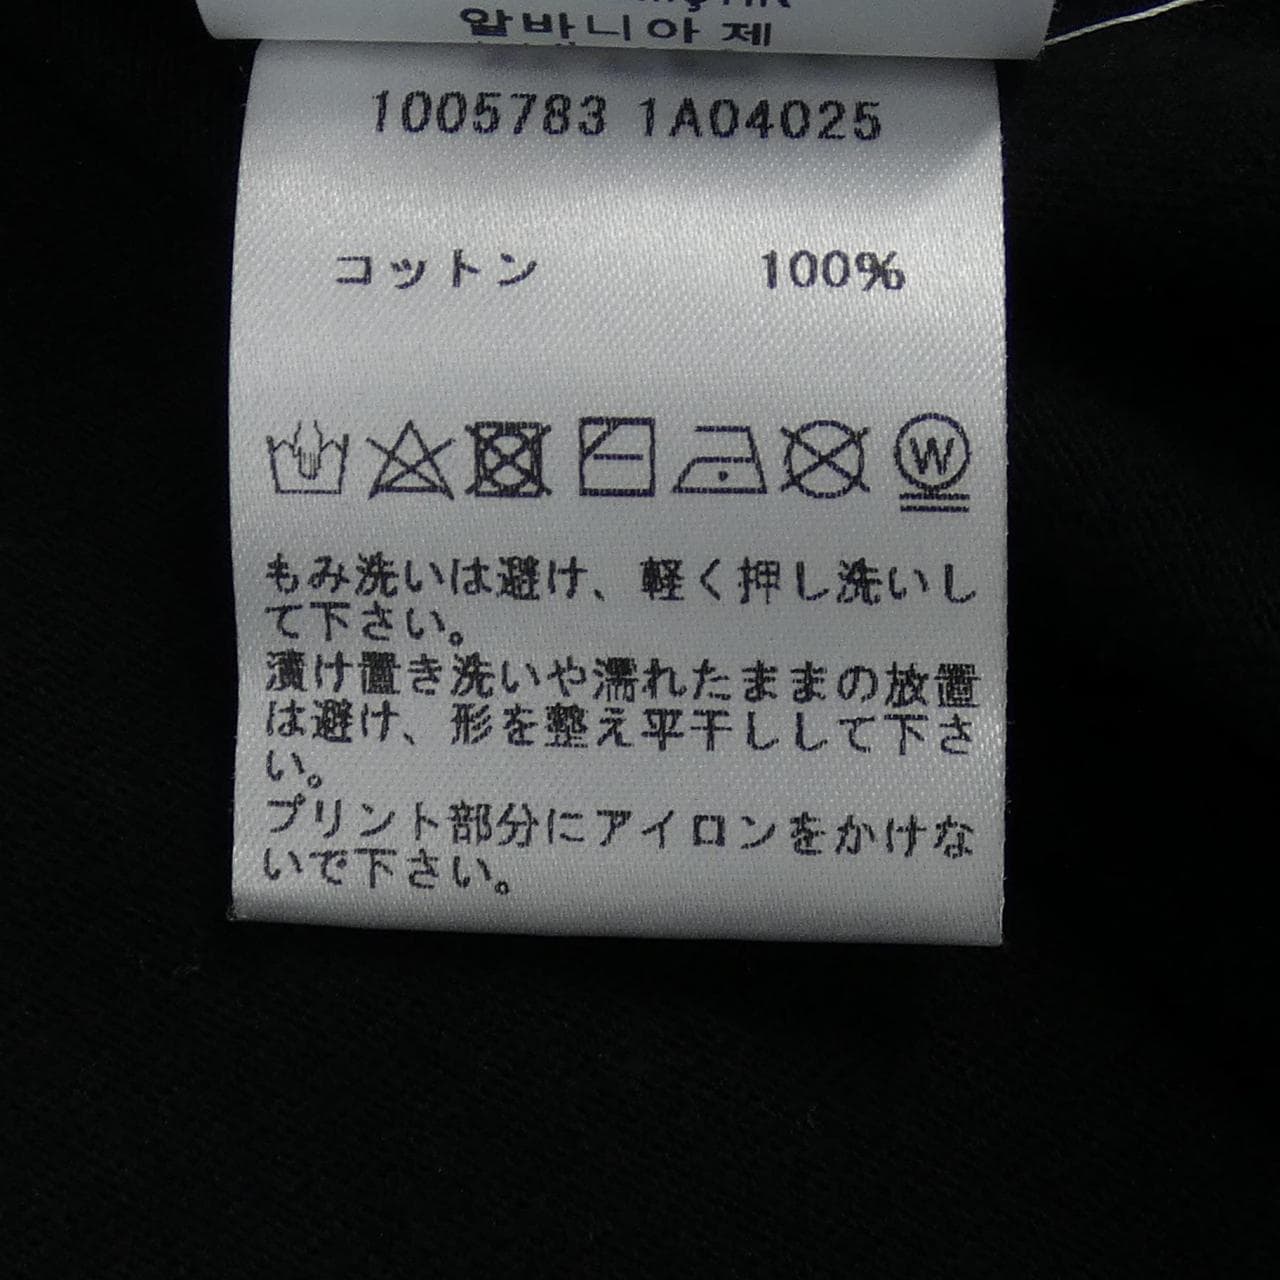 알바니아제
1005783 1A04025
コットン 100%
W
もみ洗いは避け、軽く押し洗いし
て下さい。
漬け置き洗いや濡れたままの放置
は避け、形を整え平干しして下さ
い。
プリント部分にアイロンをかけな
いで下さい。